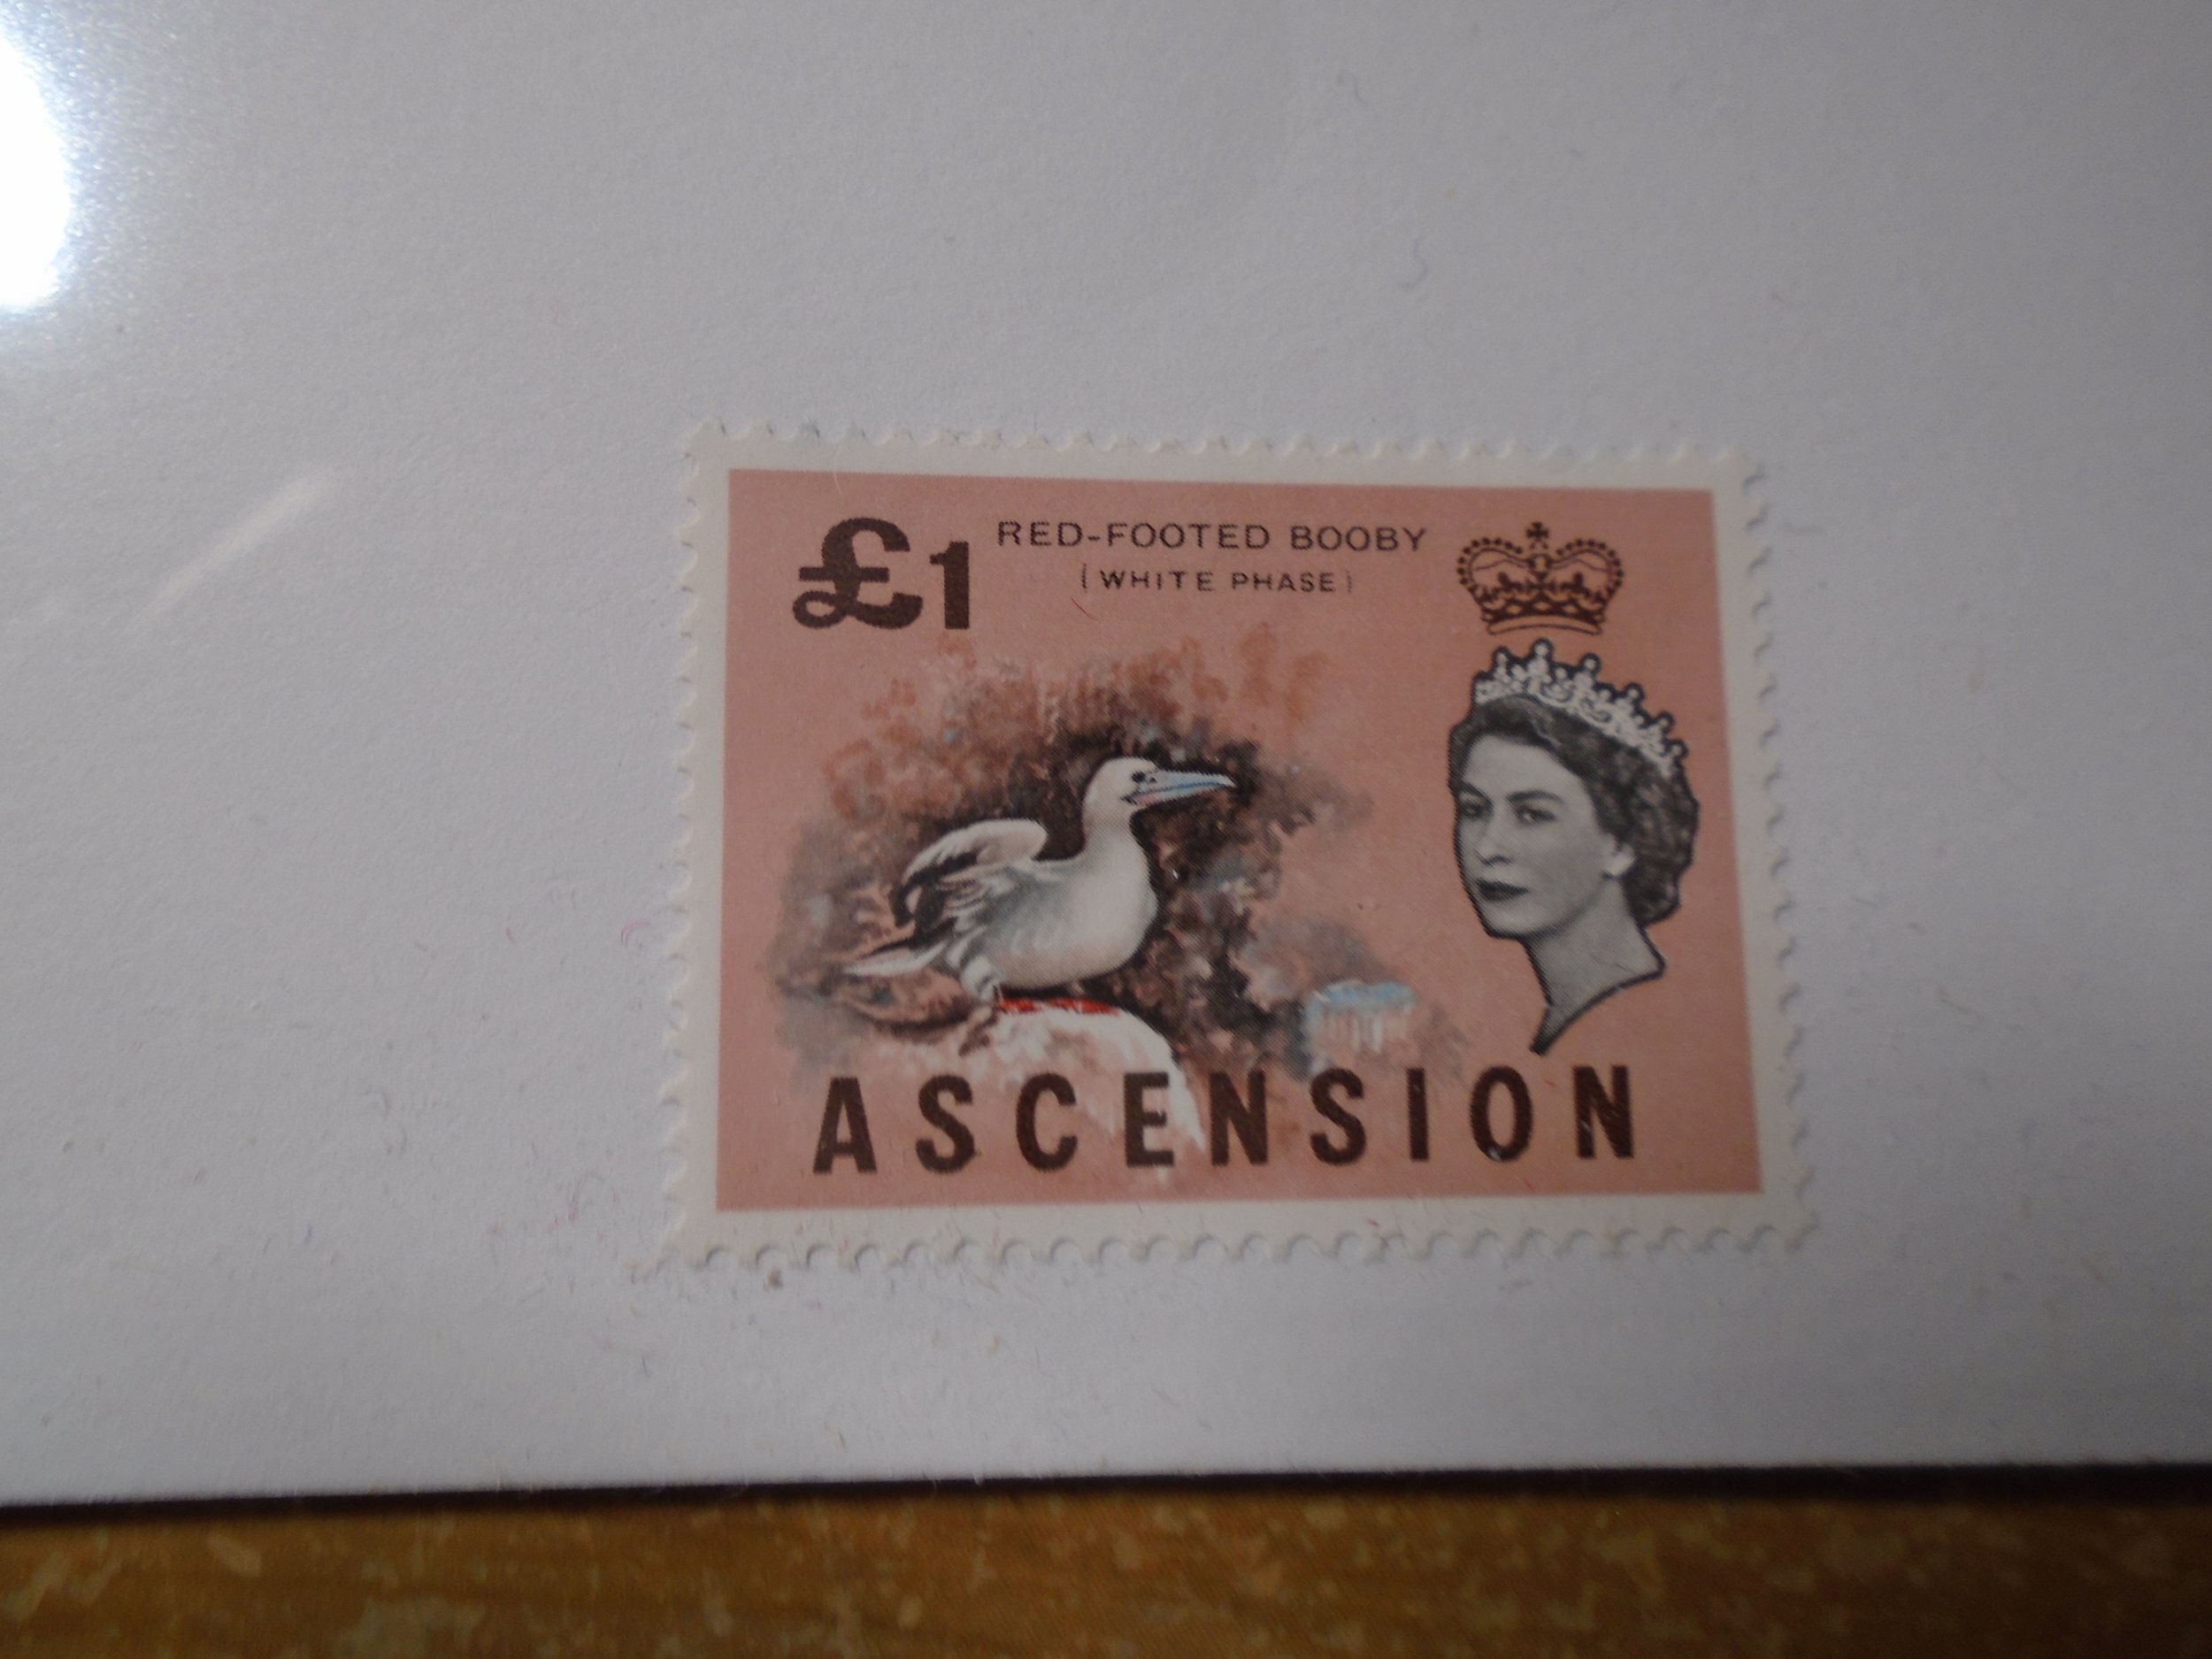 £1
RED-FOOTED BOOBY
(WHITE PHASE)
ASCENSION